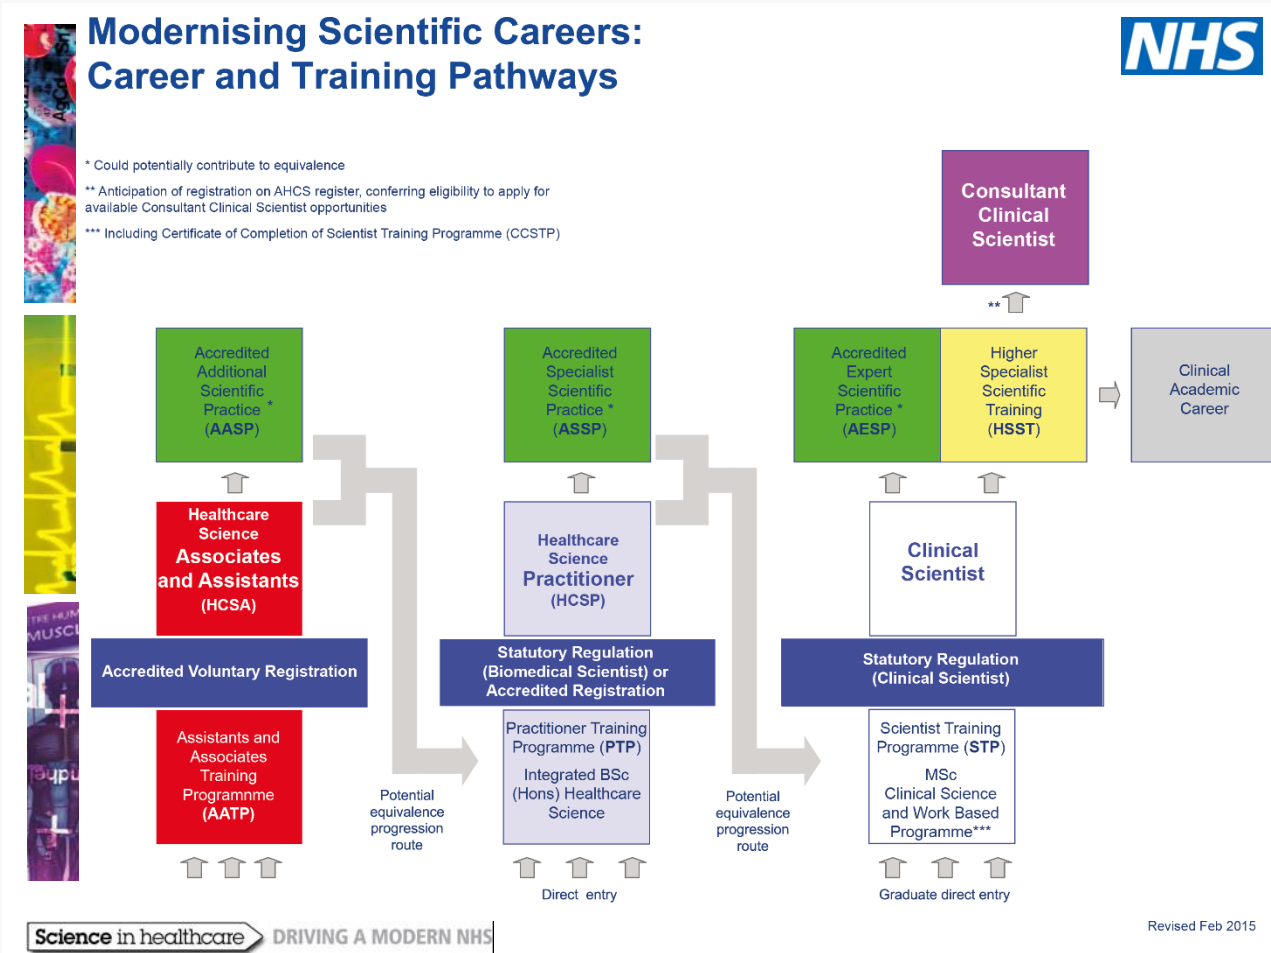 Modernising Scientific Careers:
Career and Training Pathways
NHS
* Could potentially contribute to equivalence
** Anticipation of registration on AHCS register, conferring eligibility to apply for
available Consultant Clinical Scientist opportunities
*** Including Certificate of Completion of Scientist Training Programme (CCSTP)
Consultant
Clinical
Scientist
**
Accredited
Additional
Scientific
Practice *
(AASP)
Accredited
Specialist
Scientific
Practice *
(ASSP)
Accredited
Expert
Scientific
Practice *
(AESP)
Higher
Specialist
Scientific
Training
(HSST)
Clinical
Academic
Career
Healthcare
Science
Associates
and Assistants
(HCSA)
Healthcare
Science
Practitioner
(HCSP)
Clinical
Scientist
Accredited Voluntary Registration
Statutory Regulation
(Biomedical Scientist) or
Accredited Registration
Statutory Regulation
(Clinical Scientist)
Assistants and
Associates
Training
Programnme
(AATP)
Potential
equivalence
progression
route
Practitioner Training
Programme (PTP)
Integrated BSc
(Hons) Healthcare
Science
Potential
equivalence
progression
route
Scientist Training
Programme (STP)
MSc
Clinical Science
and Work Based
Programme***
Direct entry
Graduate direct entry
MUSCL
Science in healthcare
DRIVING A MODERN NHS
Revised Feb 2015